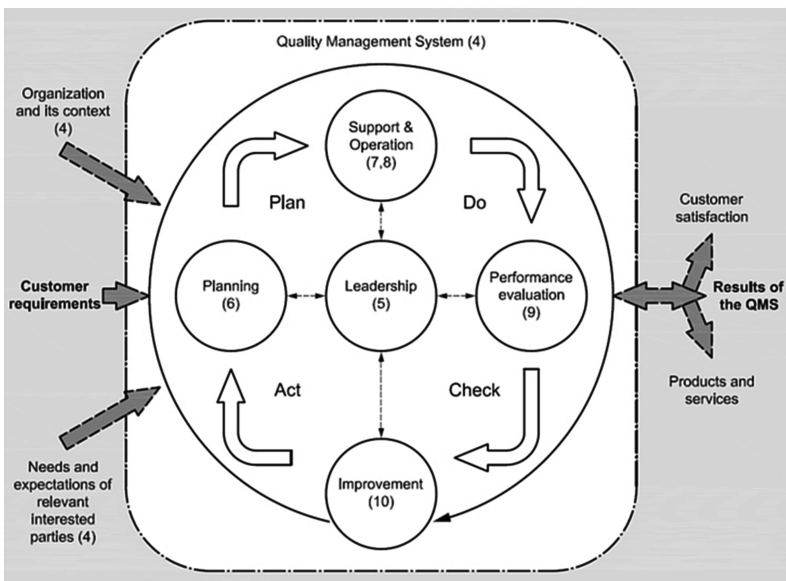 Quality Management System (4)
Organization
and its context
(4)
Support &
Operation
(7,8)
Plan
Do
Customer
satisfaction
Customer
requirements
Planning
(6)
Leadership
(5)
Performance
evaluation
(9)
Results of
the QMS
Act
Check
Products and
services
Needs and
expectations of
relevant
interested
parties (4)
Improvement
(10)